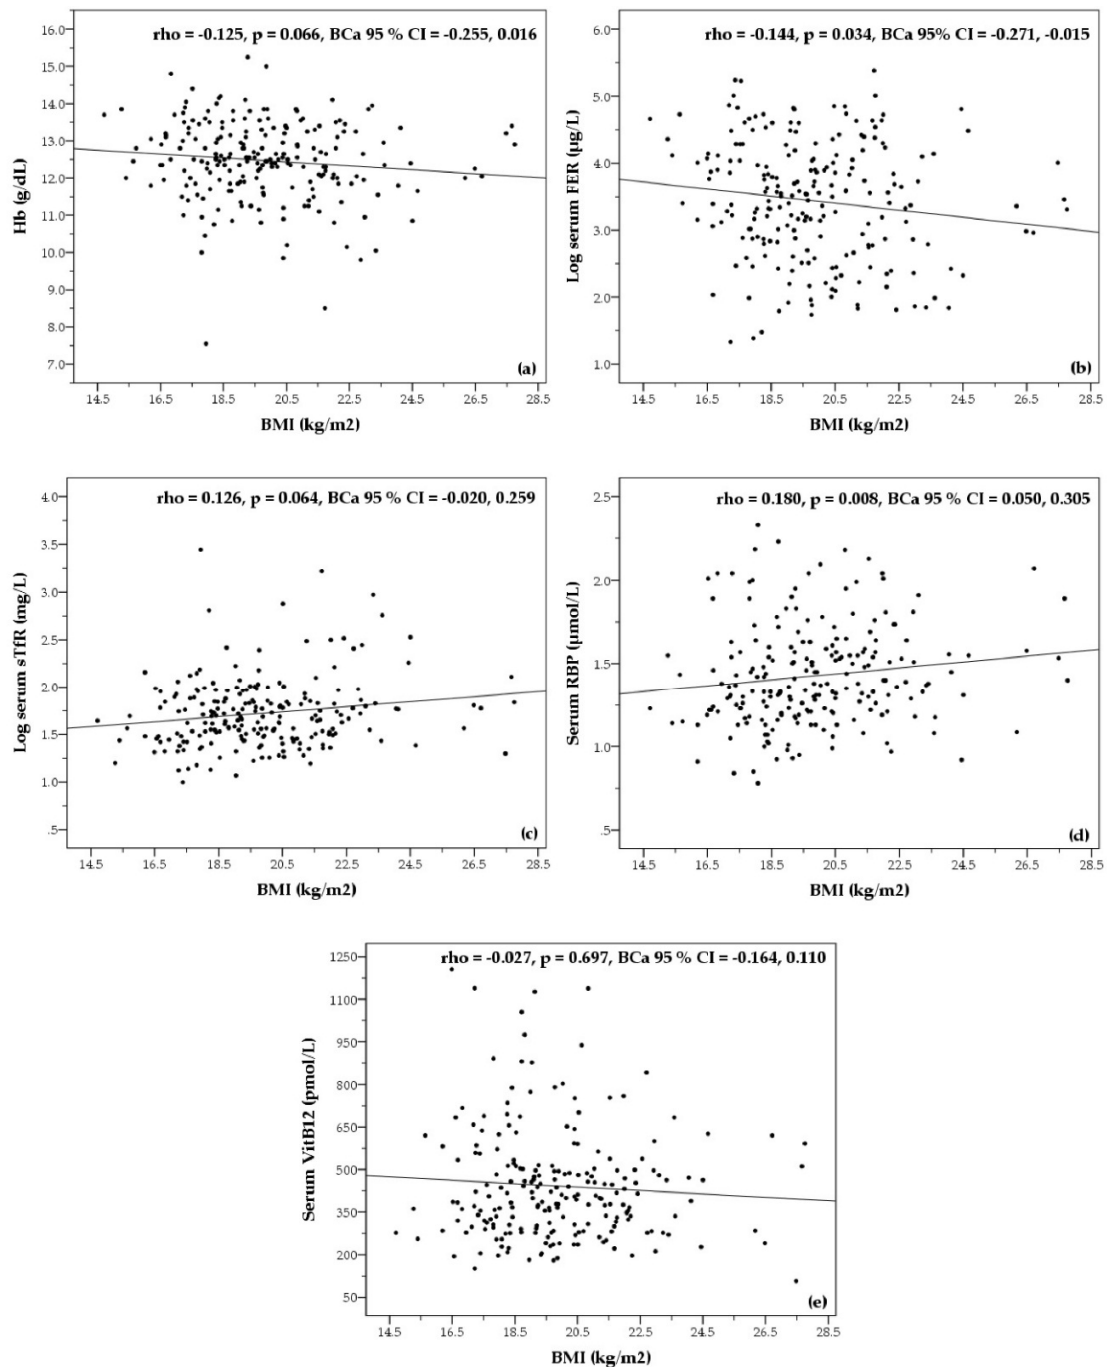 rho = -0.125, p = 0.066, BCa 95 % CI = -0.255, 0.016
16.0
15.0
14.0
13.0
12.0
11.0
10.0
9.0
8.0
7.0
Hb (g/dL)
(a)
14.5 16.5 18.5 20.5 22.5 24.5 26.5 28.5
BMI (kg/m2)
rho = -0.144, p = 0.034, BCa 95% CI = -0.271, -0.015
6.0
5.0
4.0
3.0
2.0
1.0
Log serum FER (µg/L)
(b)
14.5 16.5 18.5 20.5 22.5 24.5 26.5 28.5
BMI (kg/m2)
rho = 0.126, p = 0.064, BCa 95 % CI = -0.020, 0.259
4.0
3.5
3.0
2.5
2.0
1.5
1.0
.5
Log serum sTfR (mg/L)
(c)
14.5 16.5 18.5 20.5 22.5 24.5 26.5 28.5
BMI (kg/m2)
rho = 0.180, p = 0.008, BCa 95 % CI = 0.050, 0.305
2.5
2.0
1.5
1.0
.5
Serum RBP (µmol/L)
(d)
14.5 16.5 18.5 20.5 22.5 24.5 26.5 28.5
BMI (kg/m2)
rho = -0.027, p = 0.697, BCa 95 % CI = -0.164, 0.110
1250
1100
950
800
650
500
350
200
50
Serum VitB12 (pmol/L)
(e)
14.5 16.5 18.5 20.5 22.5 24.5 26.5 28.5
BMI (kg/m2)